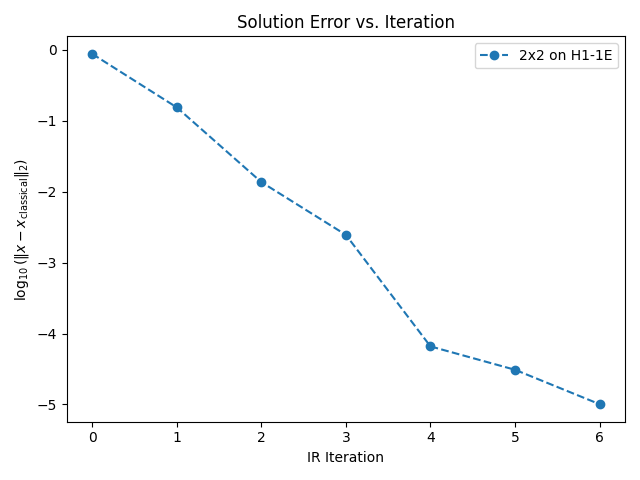 Solution Error vs. Iteration
2x2 on H1-1E
log₁₀(‖x − x_classical‖₂)
0
−1
−2
−3
−4
−5
0 1 2 3 4 5 6
IR Iteration